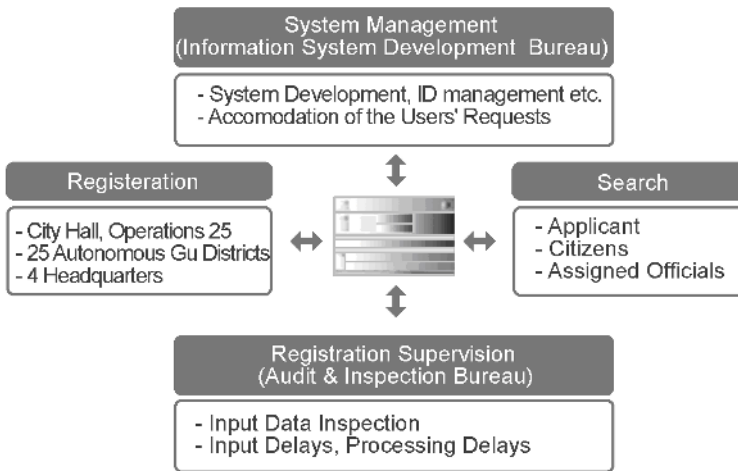 System Management
(Information System Development Bureau)
- System Development, ID management etc.
- Accomodation of the Users' Requests
Registeration
- City Hall, Operations 25
- 25 Autonomous Gu Districts
- 4 Headquarters
Search
- Applicant
- Citizens
- Assigned Officials
Registration Supervision
(Audit & Inspection Bureau)
- Input Data Inspection
- Input Delays, Processing Delays